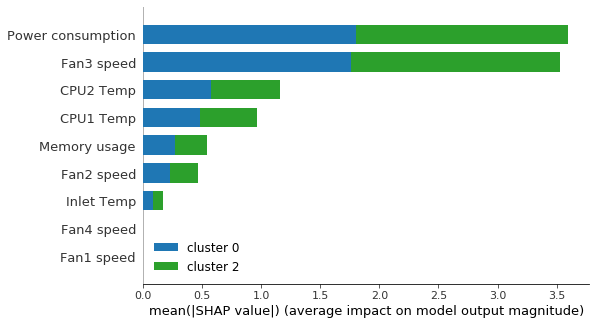 Power consumption
Fan3 speed
CPU2 Temp
CPU1 Temp
Memory usage
Fan2 speed
Inlet Temp
Fan4 speed
Fan1 speed
cluster 0
cluster 2
0.0 0.5 1.0 1.5 2.0 2.5 3.0 3.5
mean(|SHAP value|) (average impact on model output magnitude)